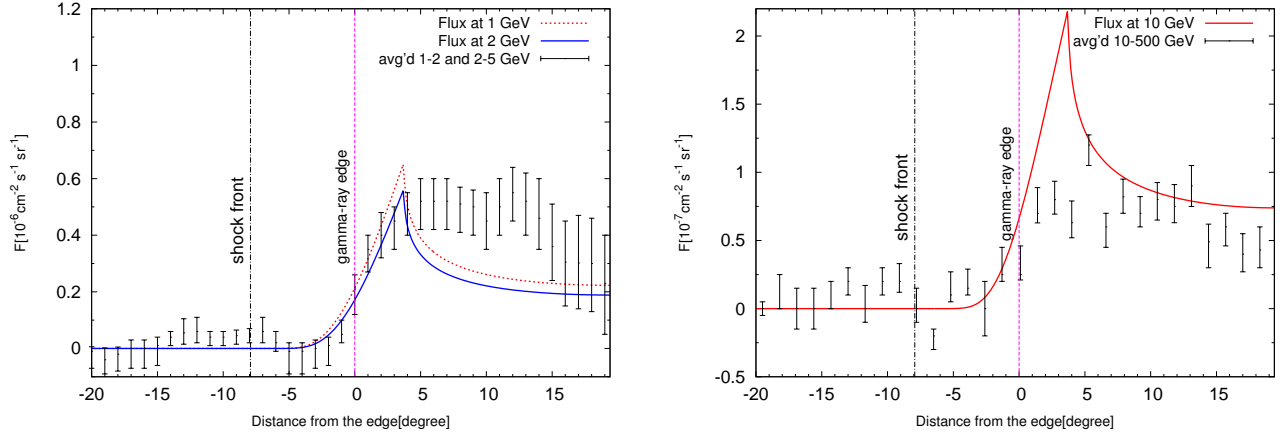 1.2
1
0.8
0.6
0.4
0.2
0
-20
-15
-10
-5
0
5
10
15
F[10⁻⁶cm⁻² s⁻¹ sr⁻¹]
Distance from the edge[degree]
shock front
gamma-ray edge
Flux at 1 GeV
Flux at 2 GeV
avg'd 1-2 and 2-5 GeV
2
1.5
1
0.5
0
-0.5
-20
-15
-10
-5
0
5
10
15
F[10⁻⁷cm⁻² s⁻¹ sr⁻¹]
Distance from the edge[degree]
shock front
gamma-ray edge
Flux at 10 GeV
avg'd 10-500 GeV